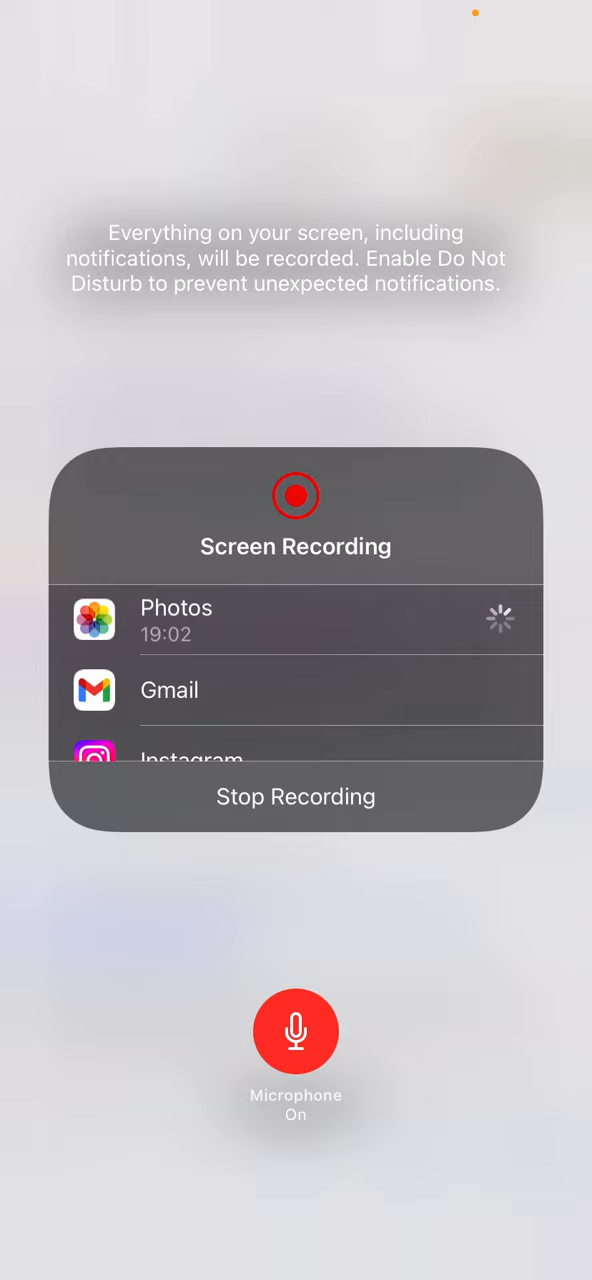 Everything on your screen, including
notifications, will be recorded. Enable Do Not
Disturb to prevent unexpected notifications.
Screen Recording
Photos
19:02
Gmail
Instagram
Stop Recording
Microphone
On